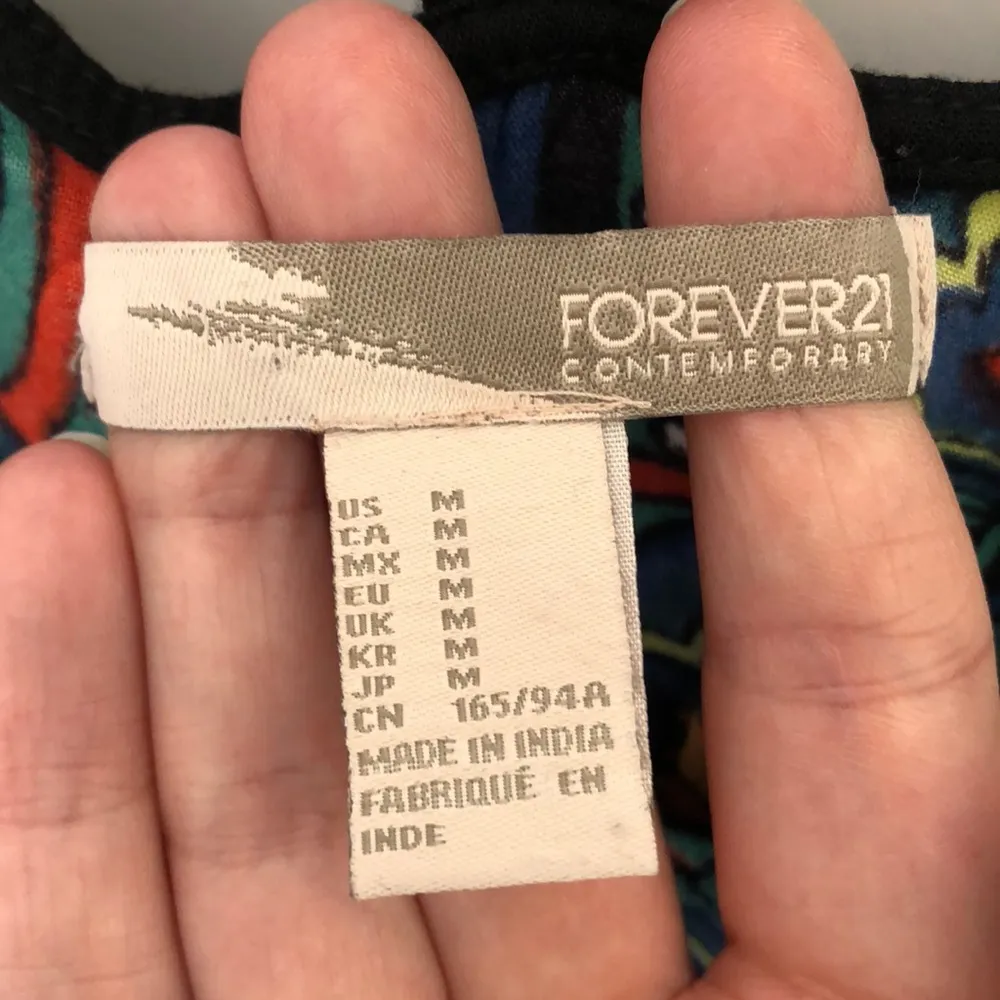 FOREVER21
CONTEMPORARY
US M
CA M
MX M
EU M
UK M
KR M
JP M
CN 165/94A
MADE IN INDIA
FABRIQUÉ EN
INDE